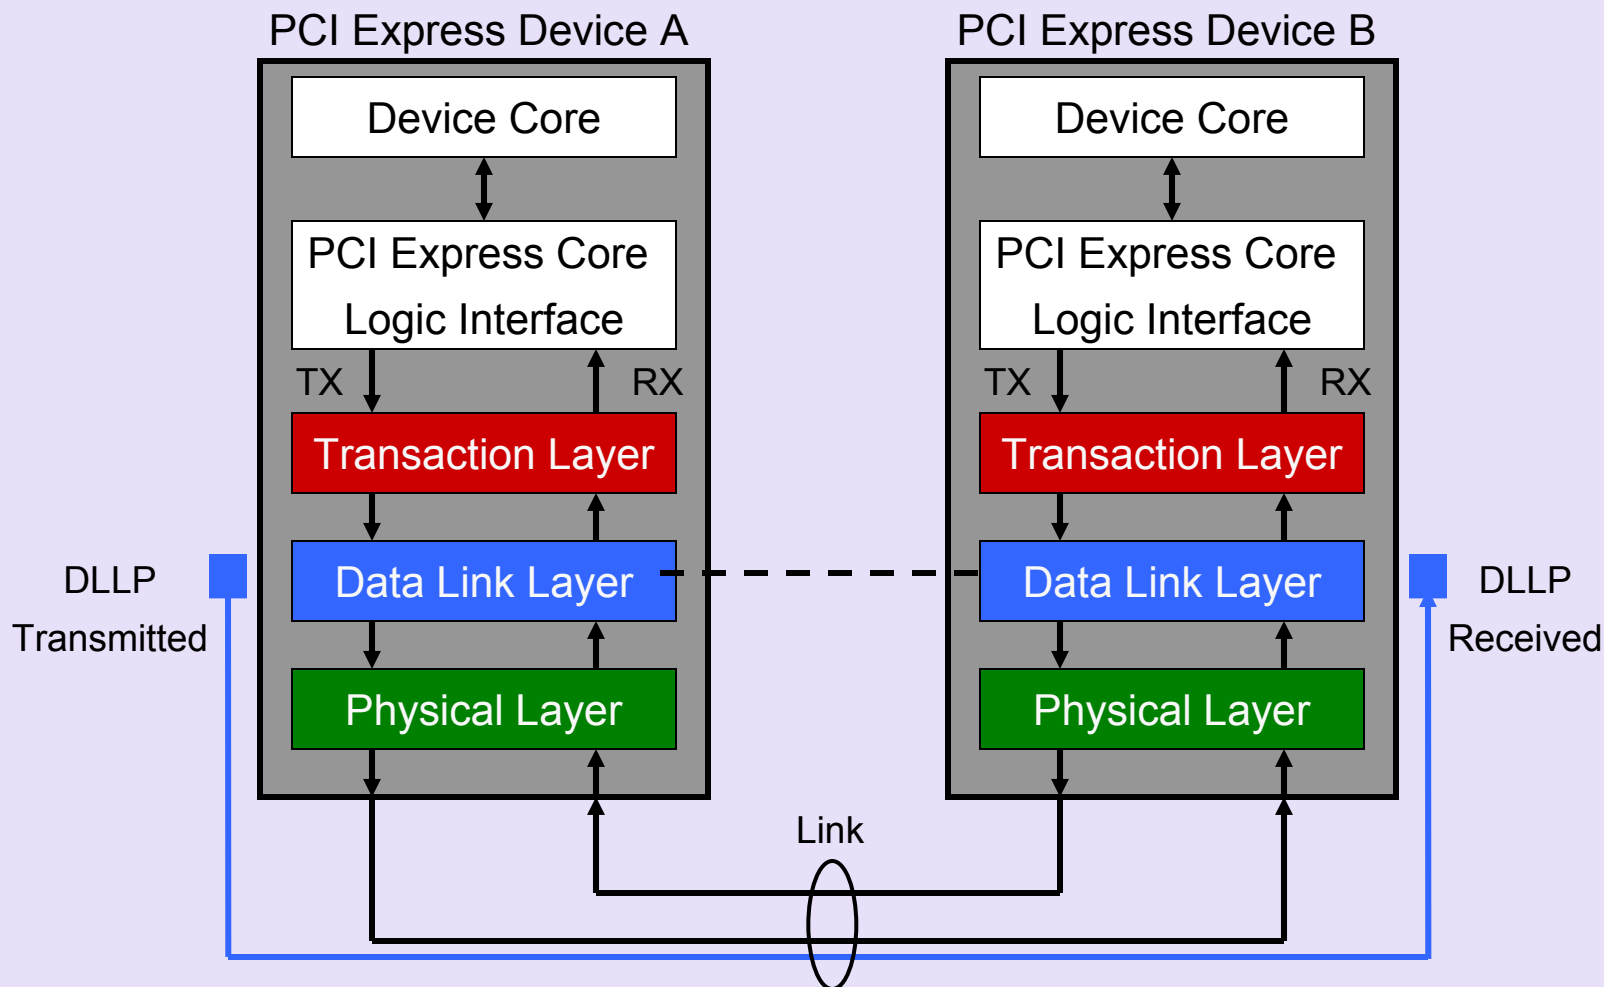 PCI Express Device A
PCI Express Device B
Device Core
Device Core
PCI Express Core
Logic Interface
PCI Express Core
Logic Interface
TX
RX
TX
RX
Transaction Layer
Transaction Layer
DLLP
Transmitted
Data Link Layer
Data Link Layer
DLLP
Received
Physical Layer
Physical Layer
Link